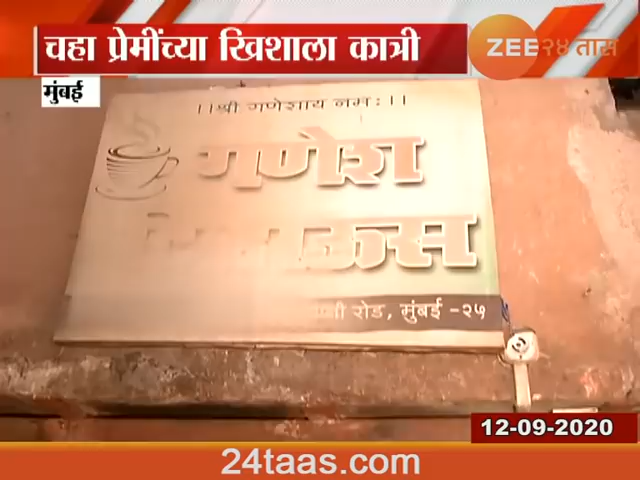 चहा प्रेमींच्या खिशाला कात्री
ZEE २४ तास
मुंबई
।।श्री गणेशाय नमः।।
गणेश
रोड, मुंबई -२५
12-09-2020
24taas.com